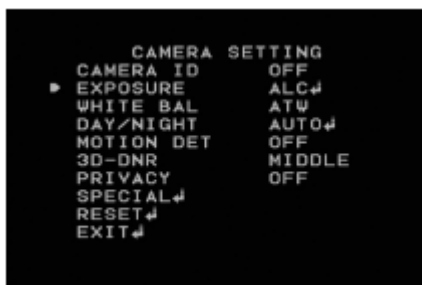 CAMERA SETTING
CAMERA ID OFF
► EXPOSURE ALC↲
WHITE BAL ATW
DAY/NIGHT AUTO↲
MOTION DET OFF
3D-DNR MIDDLE
PRIVACY OFF
SPECIAL↲
RESET↲
EXIT↲